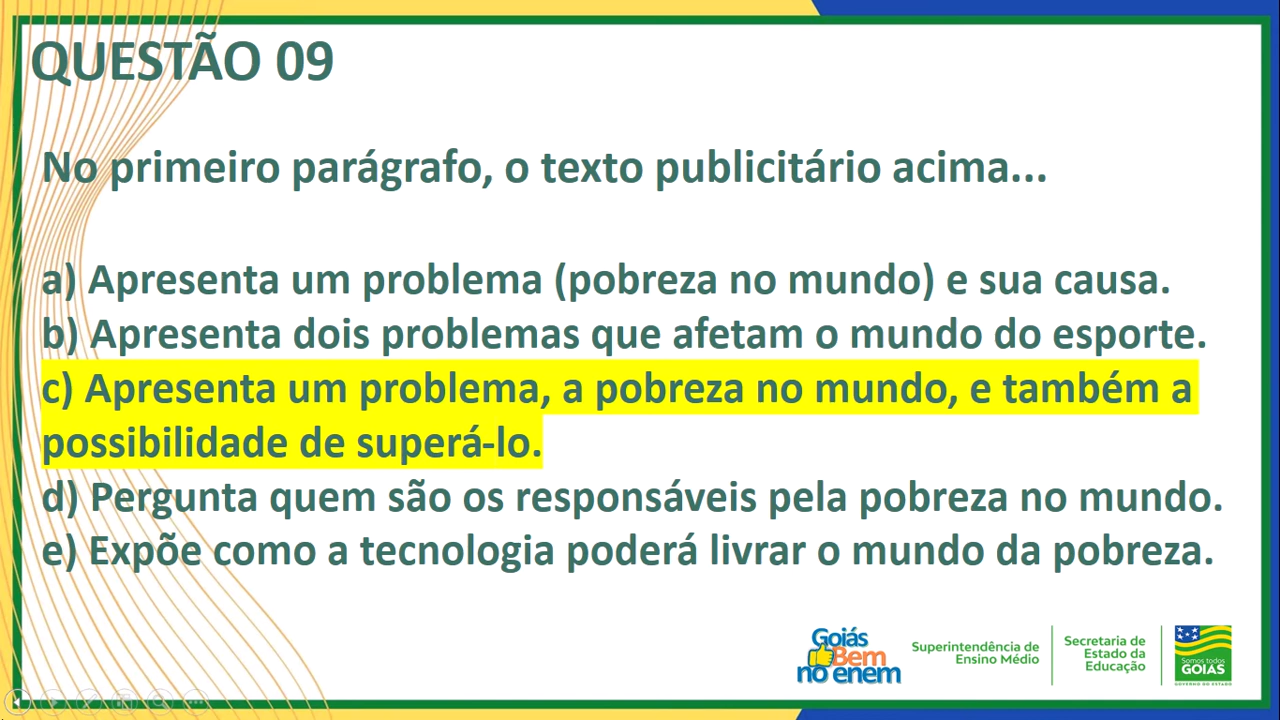 QUESTÃO 09
No primeiro parágrafo, o texto publicitário acima...
a) Apresenta um problema (pobreza no mundo) e sua causa.
b) Apresenta dois problemas que afetam o mundo do esporte.
c) Apresenta um problema, a pobreza no mundo, e também a
possibilidade de superá-lo.
d) Pergunta quem são os responsáveis pela pobreza no mundo.
e) Expõe como a tecnologia poderá livrar o mundo da pobreza.
Goiás
Bem
no enem
Superintendência de
Ensino Médio
Secretaria de
Estado da
Educação
Somos todos
GOIÁS
GOVERNO DO ESTADO